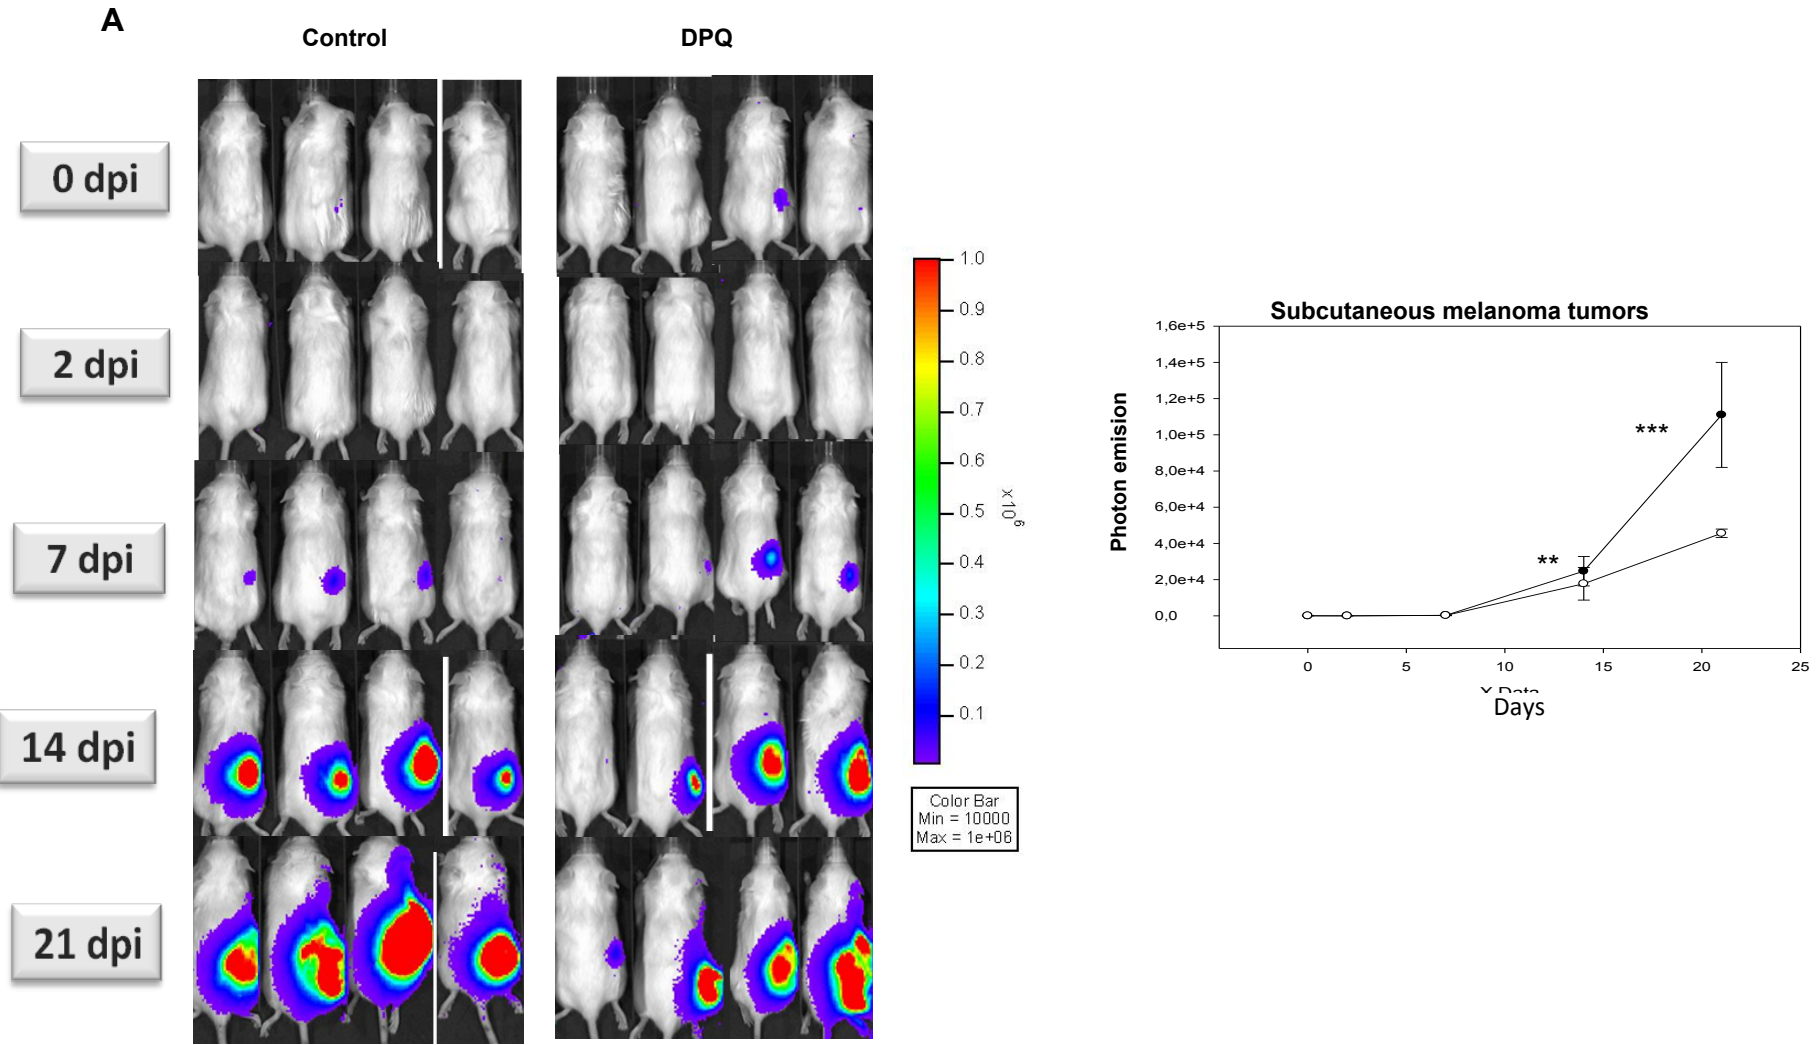 A
Control
DPQ
0 dpi
2 dpi
7 dpi
14 dpi
21 dpi
1.0
0.9
0.8
0.7
0.6
0.5
0.4
0.3
0.2
0.1
x10^6
Color Bar
Min = 10000
Max = 1e+06
Subcutaneous melanoma tumors
Photon emision
1,6e+5
1,4e+5
1,2e+5
1,0e+5
8,0e+4
6,0e+4
4,0e+4
2,0e+4
0,0
***
**
0 5 10 15 20 25
X Data
Days